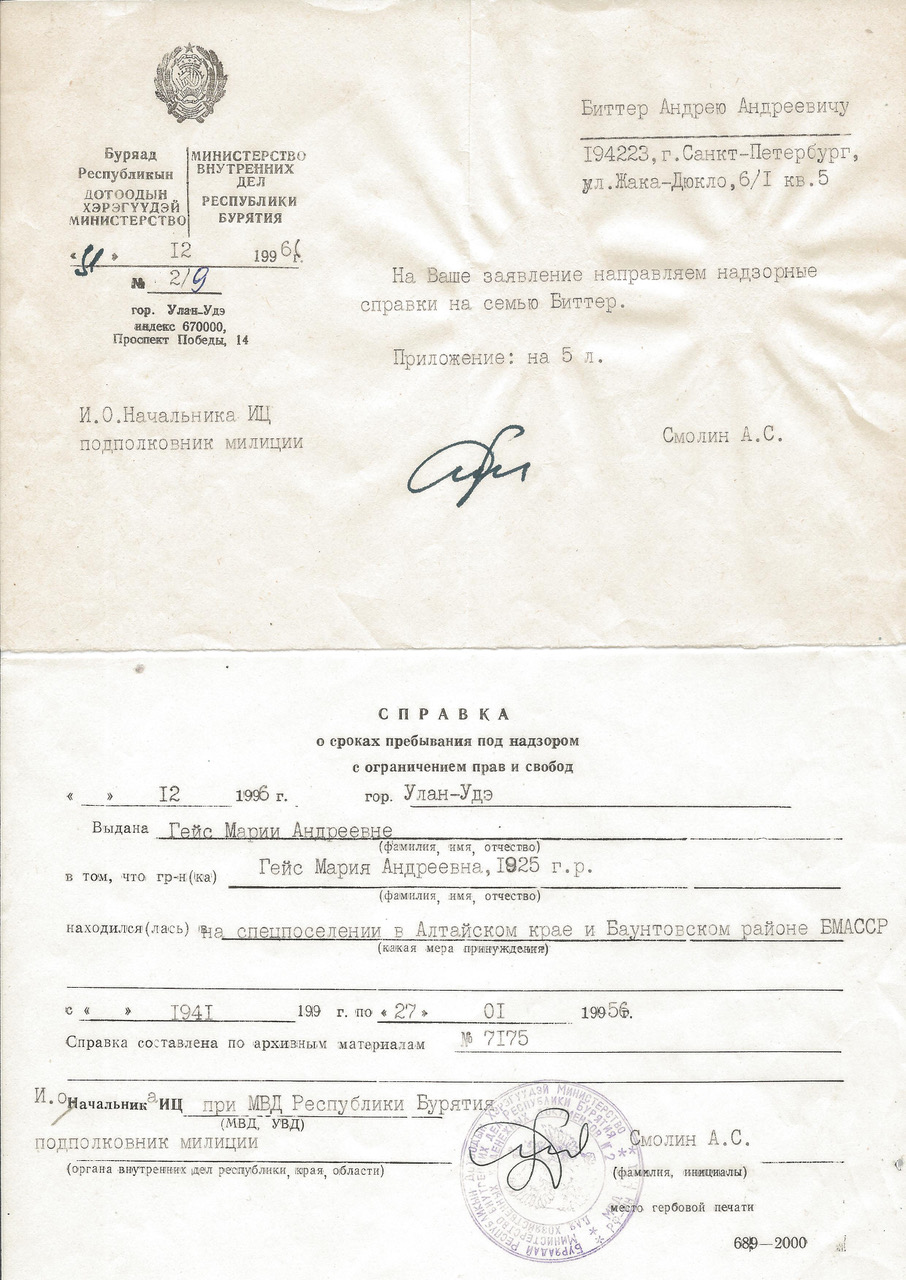 Буряад
Республикын
ДОТООДЫН
ХЭРЭГҮҮДЭЙ
МИНИСТЕРСТВО
МИНИСТЕРСТВО
ВНУТРЕННИХ
ДЕЛ
РЕСПУБЛИКИ
БУРЯТИЯ
« » 12 1996 г.
№ 2/9
гор. Улан-Удэ
индекс 670000,
Проспект Победы, 14
Биттер Андрею Андреевичу
194223,г.Санкт-Петербург,
ул.Жака-Дюкло,6/I кв.5
На Ваше заявление направляем надзорные
справки на семью Биттер.
Приложение: на 5 л.
И.О.Начальника ИЦ
подполковник милиции
Смолин А.С.
СПРАВКА
о сроках пребывания под надзором
с ограничением прав и свобод
« » 12 1996 г. гор. Улан-Удэ
Выдана Гейс Марии Андреевне
(фамилия, имя, отчество)
в том, что гр-н(ка) Гейс Мария Андреевна,1925 г.р.
(фамилия, имя, отчество)
находился(лась) на спецпоселении в Алтайском крае и Баунтовском районе БМАССР
(какая мера принуждения)
с « » 1941 199 г. по «27» 01 19956г.
Справка составлена по архивным материалам № 7175
И.о Начальника ИЦ при МВД Республики Бурятия
(МВД, УВД)
подполковник милиции
Смолин А.С.
(органа внутренних дел республики, края, области)
(фамилия, инициалы)
место гербовой печати
689—2000